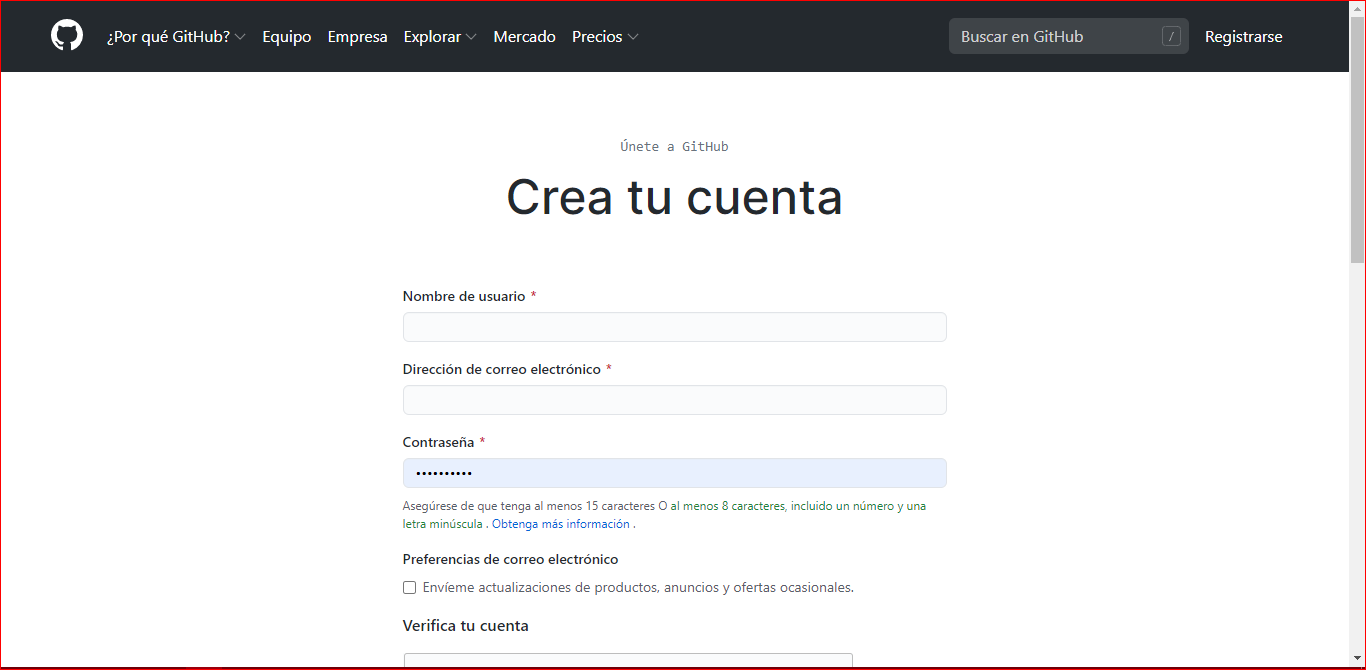 ¿Por qué GitHub? Equipo Empresa Explorar Mercado Precios Buscar en GitHub / Registrarse
Únete a GitHub
Crea tu cuenta
Nombre de usuario *
Dirección de correo electrónico *
Contraseña *
••••••••••
Asegúrese de que tenga al menos 15 caracteres O al menos 8 caracteres, incluido un número y una
letra minúscula . Obtenga más información .
Preferencias de correo electrónico
Envíeme actualizaciones de productos, anuncios y ofertas ocasionales.
Verifica tu cuenta